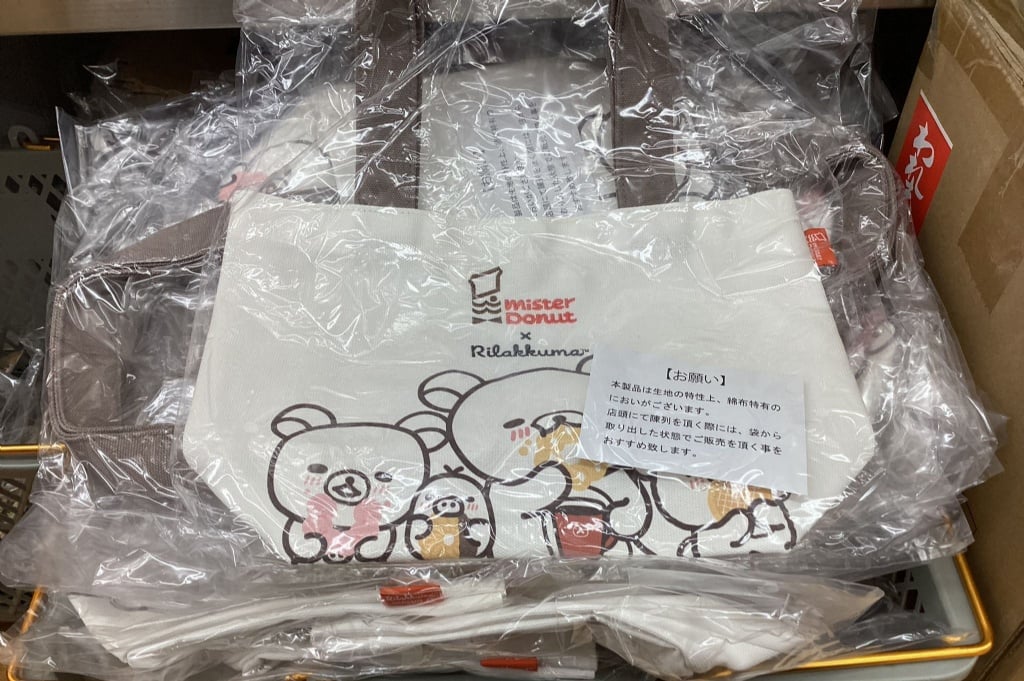 われ
mister
Donut
×
Rilakkuma™
【お願い】
本製品は生地の特性上、綿布特有の
においがございます。
店頭にて陳列を頂く際には、袋から
取り出した状態でご販売を頂く事を
おすすめ致します。